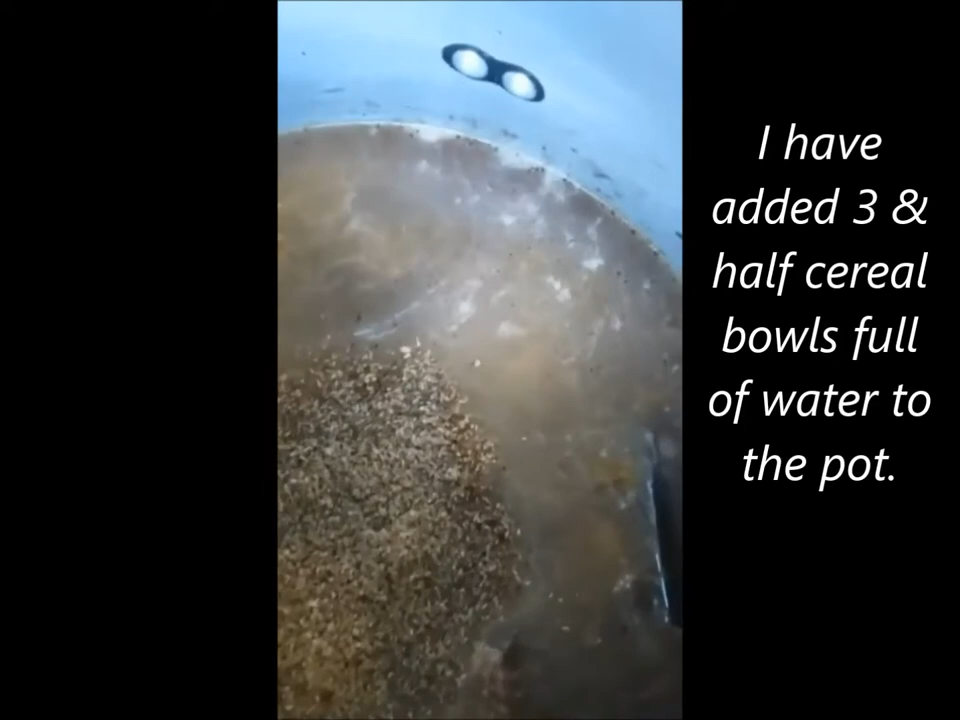 I have
added 3 &
half cereal
bowls full
of water to
the pot.